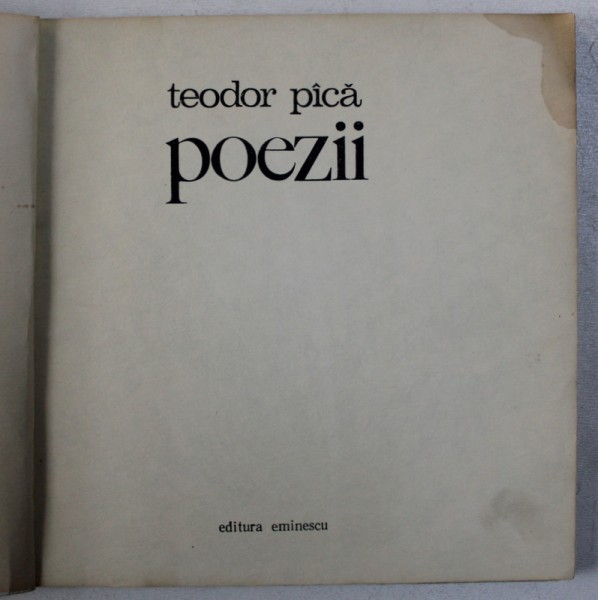 teodor pîcă
poezii
editura eminescu